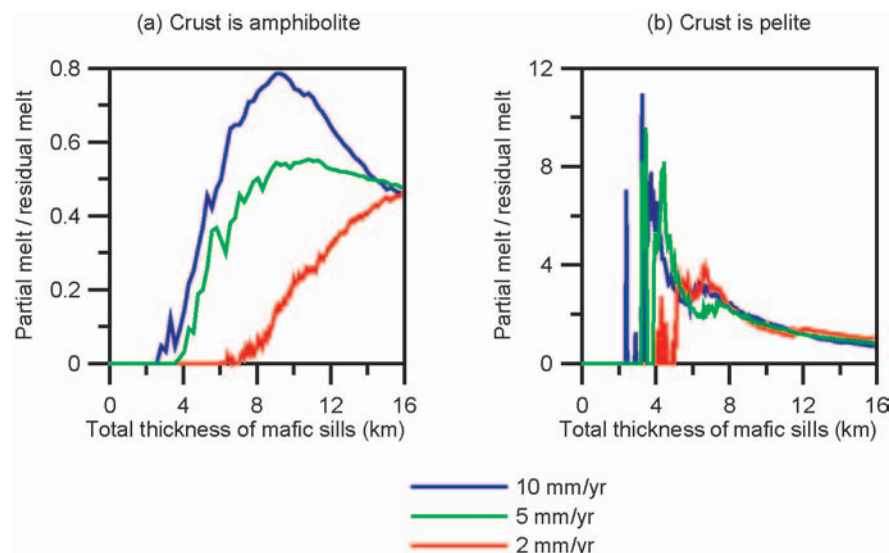 (a) Crust is amphibolite
(b) Crust is pelite
Partial melt / residual melt
0.8
0.6
0.4
0.2
0
0 4 8 12 16
Total thickness of mafic sills (km)
Partial melt / residual melt
12
8
4
0
0 4 8 12 16
Total thickness of mafic sills (km)
10 mm/yr
5 mm/yr
2 mm/yr